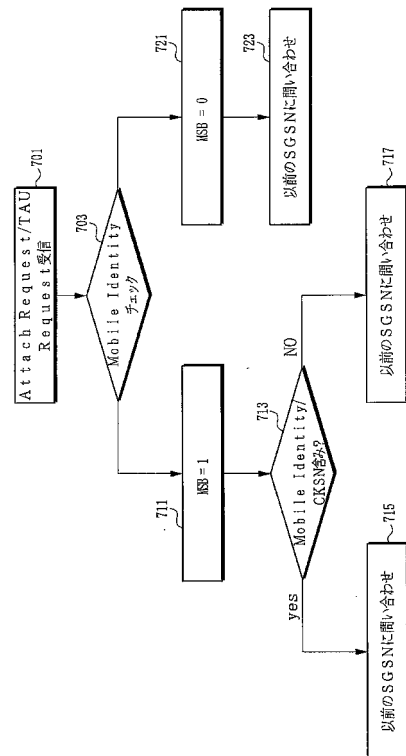 701
Attach Request/TAU
Request受信
703
Mobile Identity
チェック
711
MSB=1
721
MSB = 0
713
Mobile Identity/
CKSN含み?
723
以前のSGSNに問い合わせ
yes
NO
715
以前のSGSNに問い合わせ
717
以前のSGSNに問い合わせ